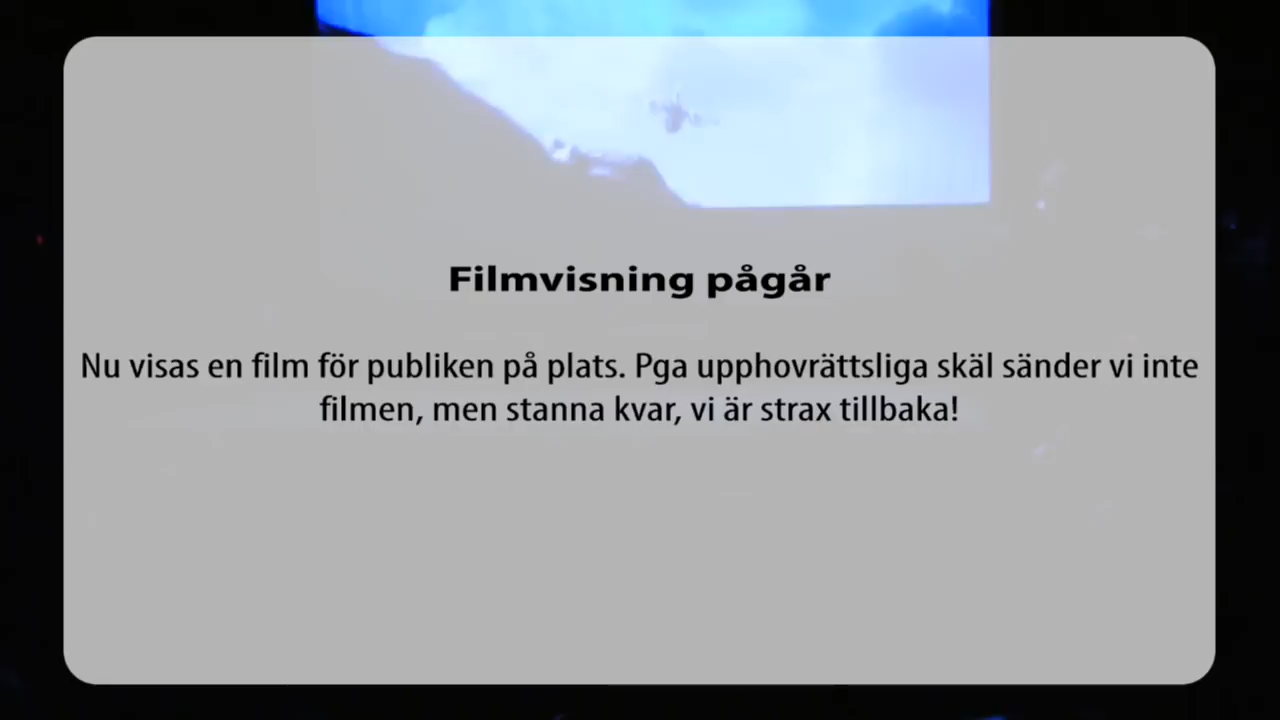 Filmvisning pågår
Nu visas en film för publiken på plats. Pga upphovrättsliga skäl sänder vi inte
filmen, men stanna kvar, vi är strax tillbaka!